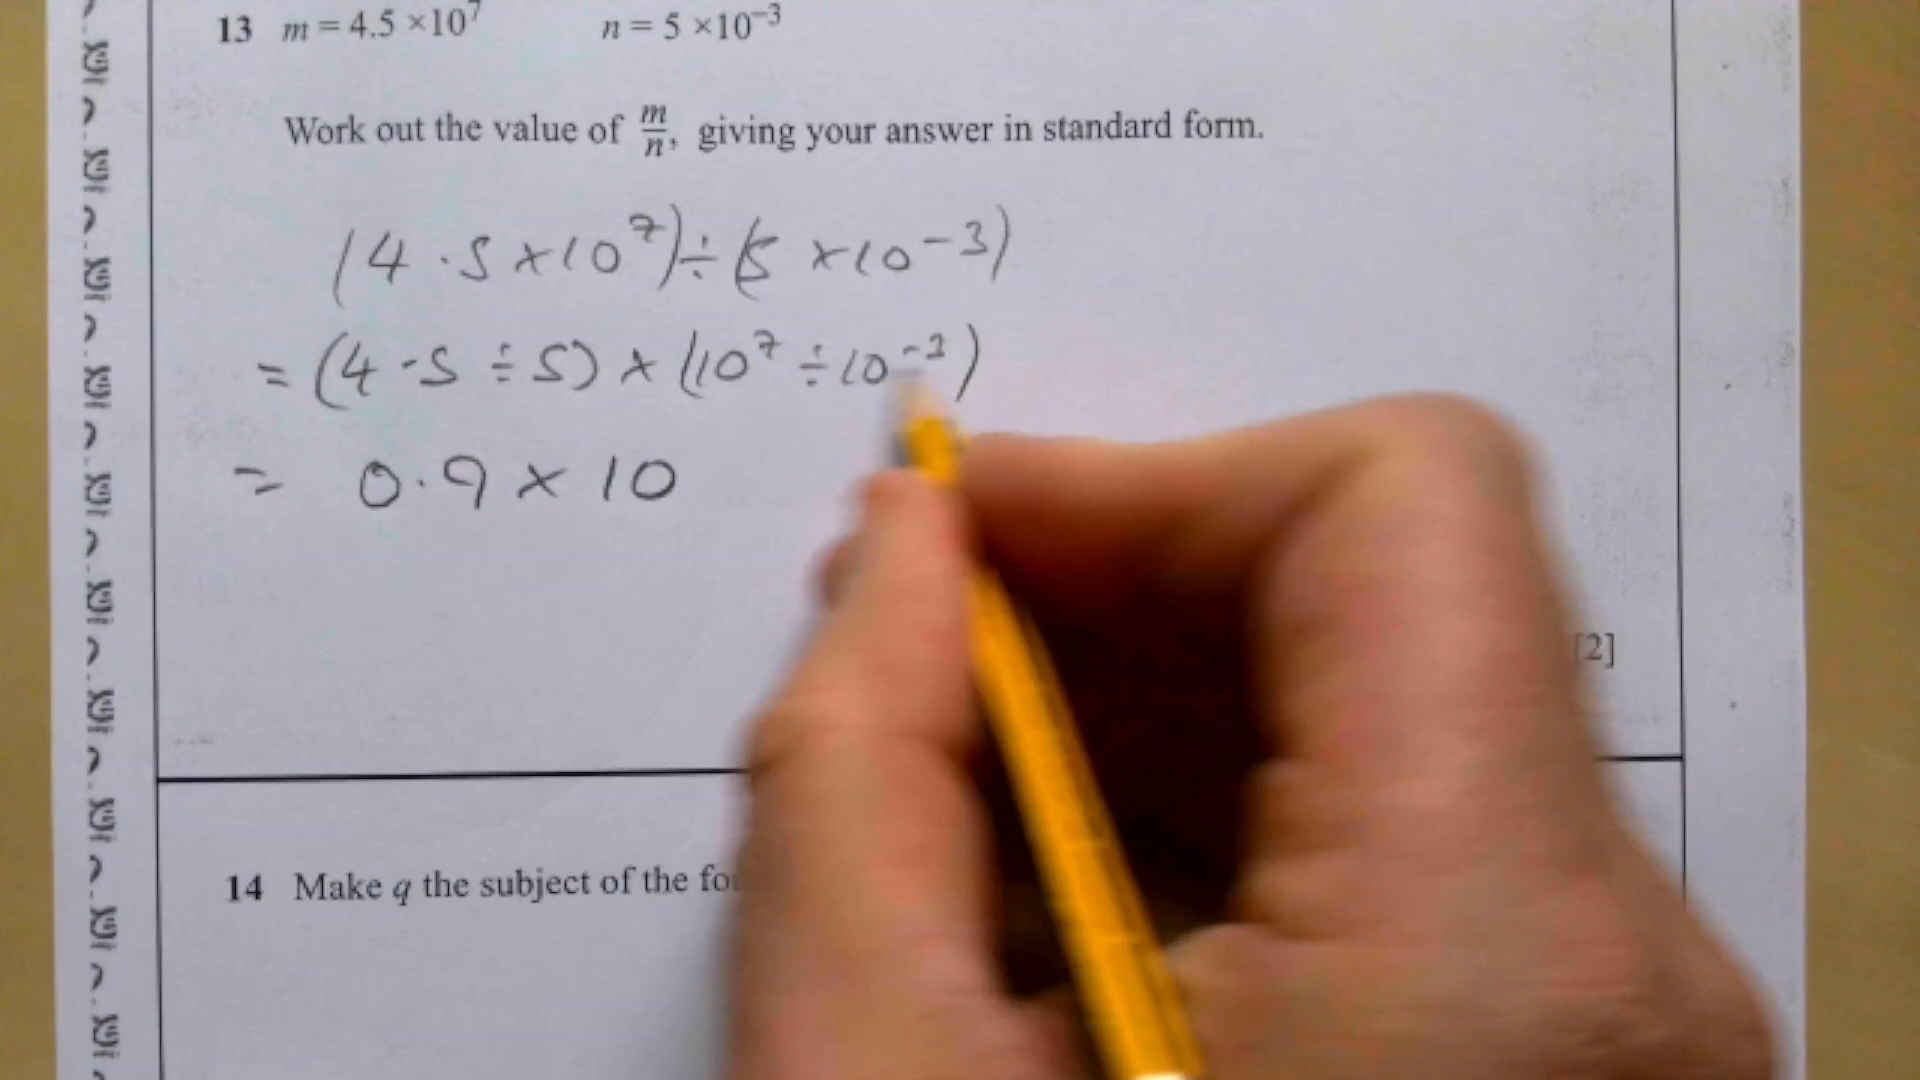 13 m = 4.5 ×10⁷ n = 5 ×10⁻³
Work out the value of m/n, giving your answer in standard form.
(4.5 × 10⁷) ÷ (5 × 10⁻³)
= (4.5 ÷ 5) × (10⁷ ÷ 10⁻³)
= 0.9 × 10
[2]
14 Make q the subject of the